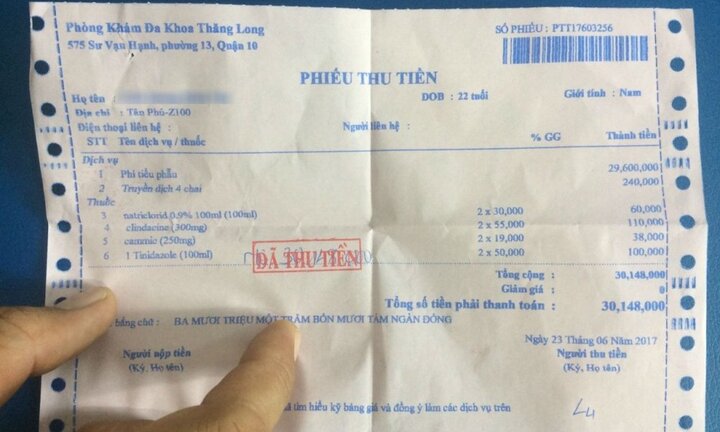 Phòng Khám Đa Khoa Thăng Long
575 Sư Vạn Hạnh, phường 13, Quận 10
SỐ PHIẾU : PTT17603256
PHIẾU THU TIỀN
Họ tên :
DOB : 22 tuổi
Giới tính : Nam
Địa chỉ : Tân Phú-Z100
Điện thoại liên hệ :
Người liên hệ :
STT Tên dịch vụ / thuốc % GG Thành tiền
Dịch vụ
1 Phí tiểu phẫu 29,600,000
2 Truyền dịch 4 chai 240,000
Thuốc
3 natriclorid 0.9% 100ml (100ml) 2 x 30,000 60,000
4 clindacine (300mg) 2 x 55,000 110,000
5 cammic (250mg) 2 x 19,000 38,000
6 1 Tinidazole (100ml) 2 x 50,000 100,000
ĐÃ THU TIỀN
Tổng cộng : 30,148,000
Giảm giá : 0
Tổng số tiền phải thanh toán : 30,148,000
bằng chữ : BA MƯƠI TRIỆU MỘT TRĂM BỐN MƯƠI TÁM NGÀN ĐỒNG
Ngày 23 Tháng 06 Năm 2017
Người nộp tiền
Người thu tiền
(Ký, Họ tên)
(Ký, Họ tên)
tìm hiểu kỹ bảng giá và đồng ý làm các dịch vụ trên